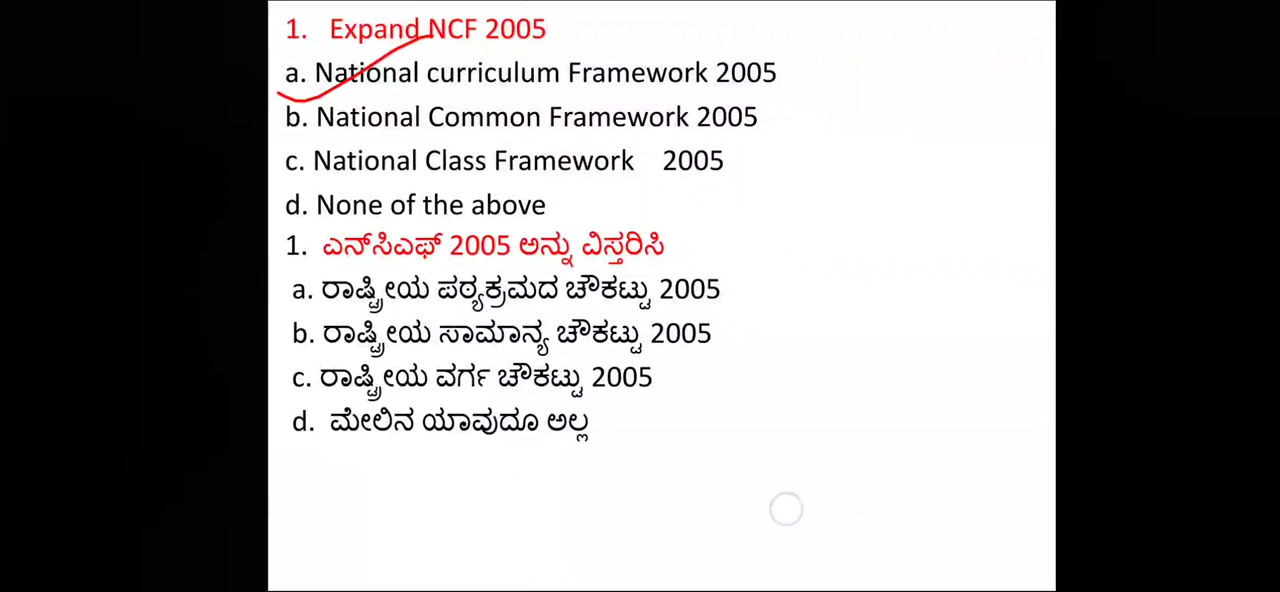 1. Expand NCF 2005
a. National curriculum Framework 2005
b. National Common Framework 2005
c. National Class Framework 2005
d. None of the above
1. ಎನ್‌ಸಿಎಫ್ 2005 ಅನ್ನು ವಿಸ್ತರಿಸಿ
a. ರಾಷ್ಟ್ರೀಯ ಪಠ್ಯಕ್ರಮದ ಚೌಕಟ್ಟು 2005
b. ರಾಷ್ಟ್ರೀಯ ಸಾಮಾನ್ಯ ಚೌಕಟ್ಟು 2005
c. ರಾಷ್ಟ್ರೀಯ ವರ್ಗ ಚೌಕಟ್ಟು 2005
d. ಮೇಲಿನ ಯಾವುದೂ ಅಲ್ಲ